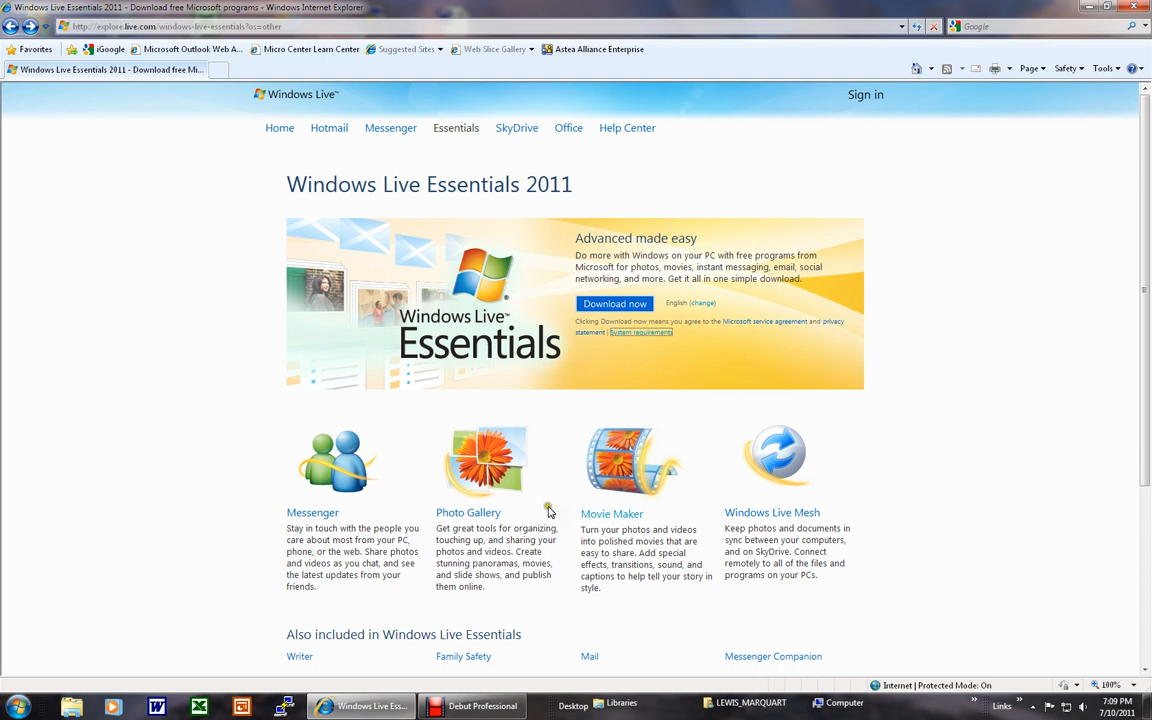 Windows Live Essentials 2011 - Download free Microsoft programs - Windows Internet Explorer
http://explore.live.com/windows-live-essentials?os=other
Google
Favorites
iGoogle
Microsoft Outlook Web A...
Micro Center Learn Center
Suggested Sites
Web Slice Gallery
Astea Alliance Enterprise
Windows Live Essentials 2011 - Download free Mi...
Page
Safety
Tools
Windows Live™
Sign in
Home
Hotmail
Messenger
Essentials
SkyDrive
Office
Help Center
Windows Live Essentials 2011
Windows Live™
Essentials
Advanced made easy
Do more with Windows on your PC with free programs from
Microsoft for photos, movies, instant messaging, email, social
networking, and more. Get it all in one simple download.
Download now
English (change)
Clicking Download now means you agree to the Microsoft service agreement and privacy
statement | System requirements
Messenger
Stay in touch with the people you
care about most from your PC,
phone, or the web. Share photos
and videos as you chat, and see
the latest updates from your
friends.
Photo Gallery
Get great tools for organizing,
touching up, and sharing your
photos and videos. Create
stunning panoramas, movies,
and slide shows, and publish
them online.
Movie Maker
Turn your photos and videos
into polished movies that are
easy to share. Add special
effects, transitions, sound, and
captions to help tell your story in
style.
Windows Live Mesh
Keep photos and documents in
sync between your computers,
and on SkyDrive. Connect
remotely to all of the files and
programs on your PCs.
Also included in Windows Live Essentials
Writer
Family Safety
Mail
Messenger Companion
Internet | Protected Mode: On
100%
Windows Live Ess...
Debut Professional
Desktop
Libraries
LEWIS_MARQUART
Computer
Links
7:09 PM
7/10/2011